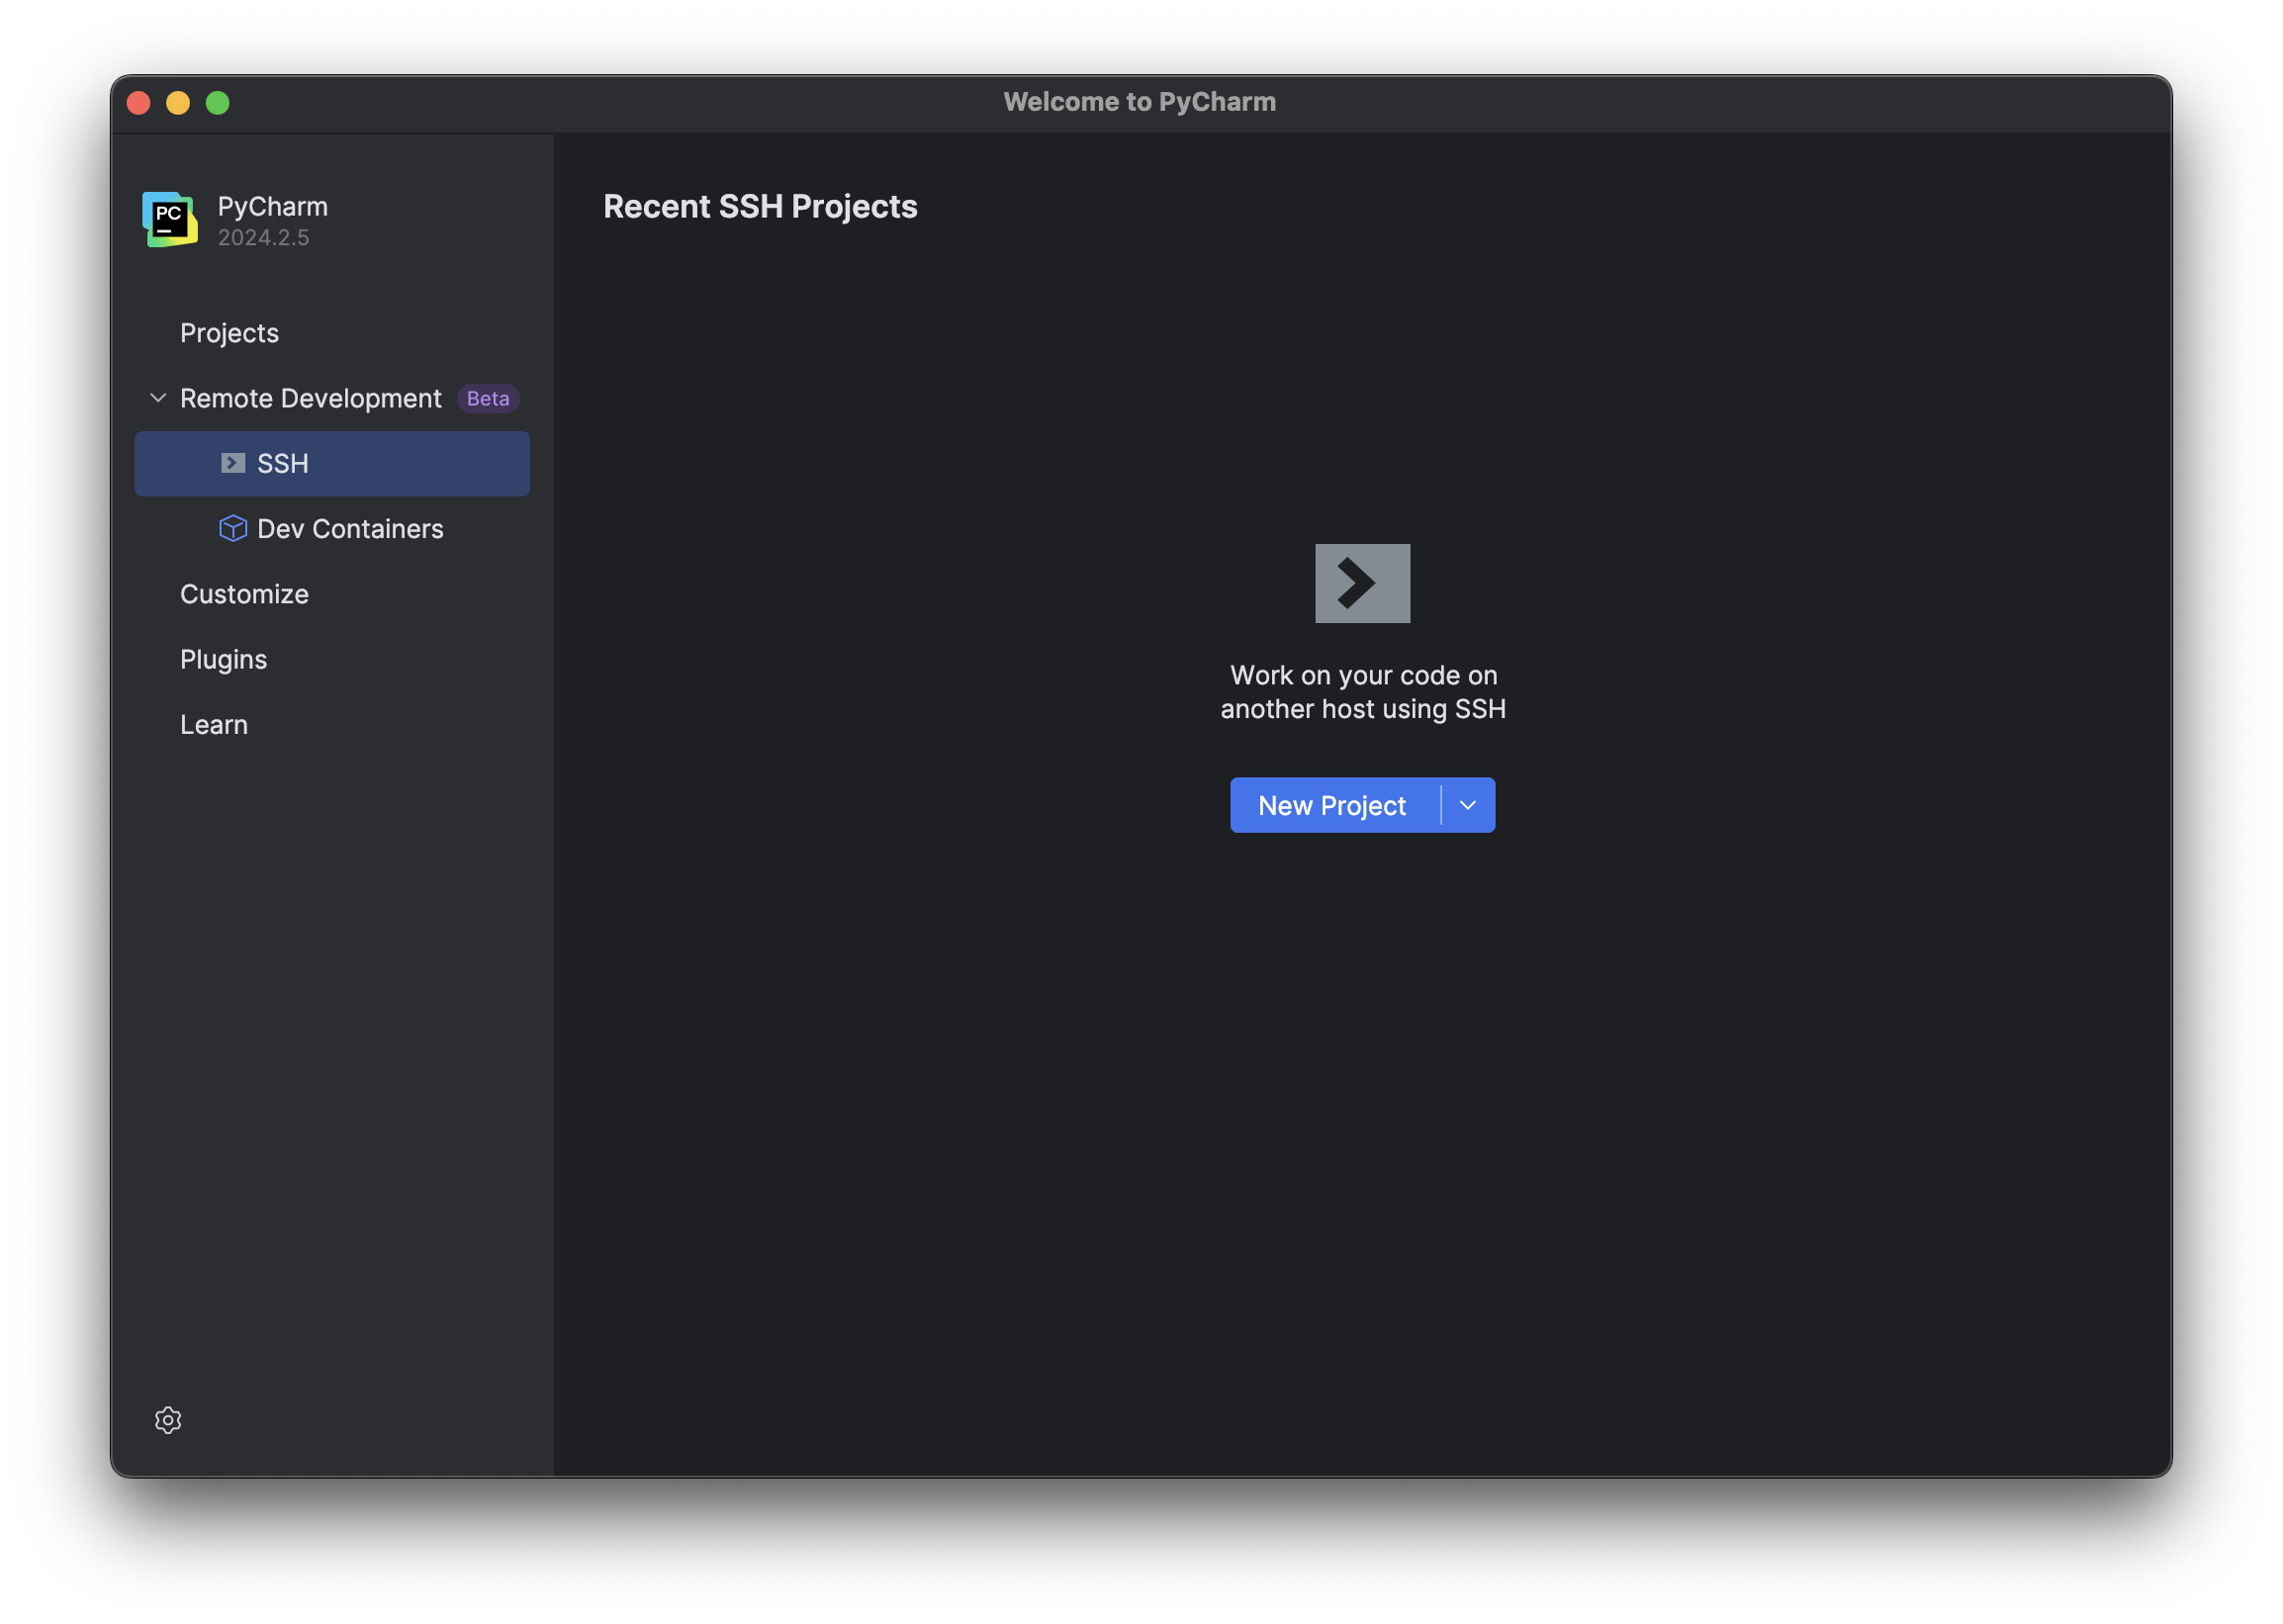 Welcome to PyCharm
PC
PyCharm
2024.2.5
Projects
Remote Development Beta
SSH
Dev Containers
Customize
Plugins
Learn
Recent SSH Projects
Work on your code on
another host using SSH
New Project